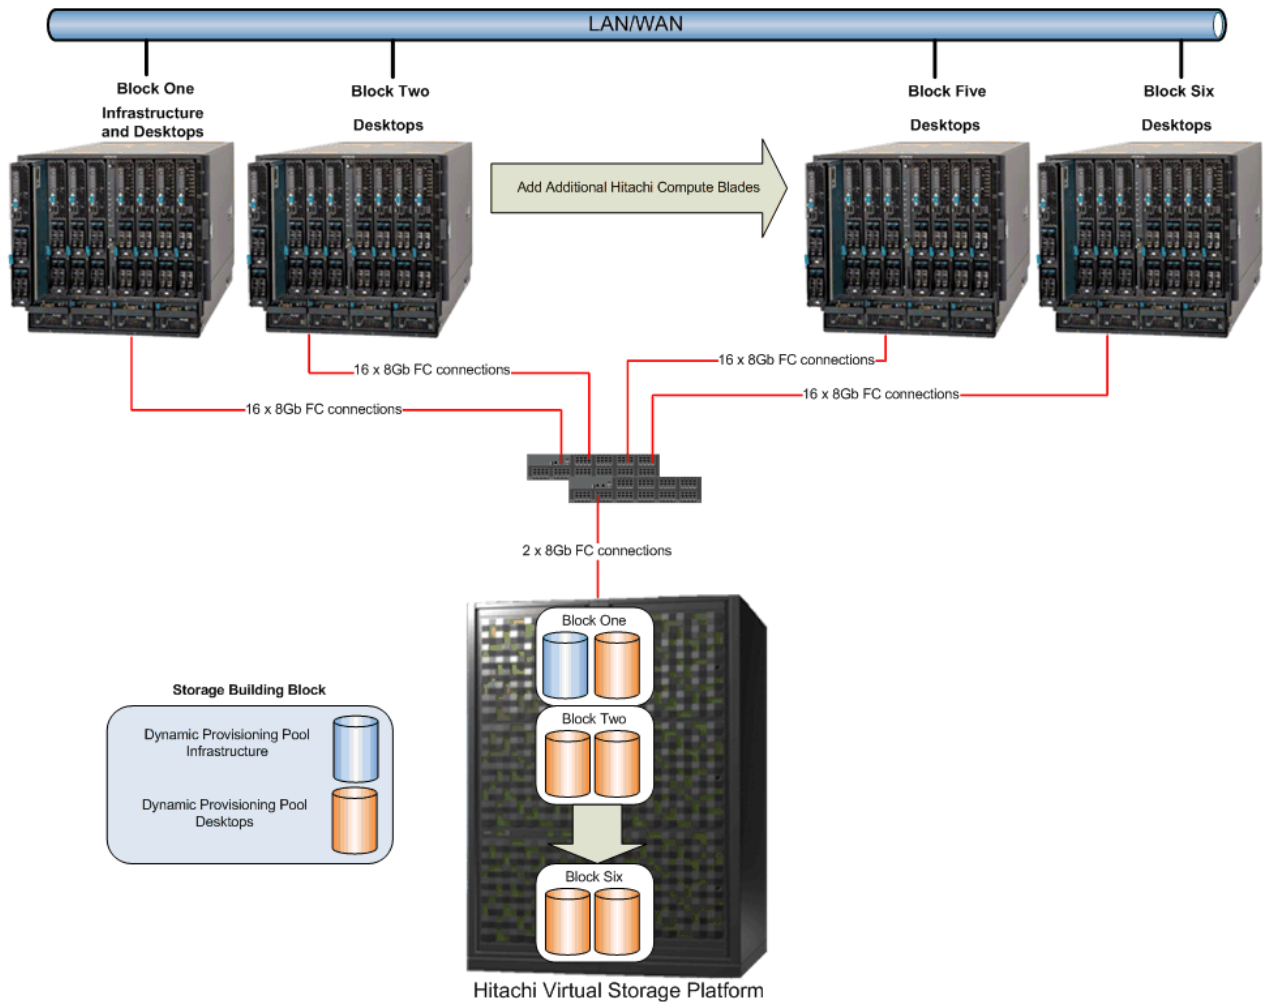 LAN/WAN
Block One
Infrastructure
and Desktops
Block Two
Desktops
Block Five
Desktops
Block Six
Desktops
Add Additional Hitachi Compute Blades
16 x 8Gb FC connections
16 x 8Gb FC connections
16 x 8Gb FC connections
16 x 8Gb FC connections
2 x 8Gb FC connections
Block One
Block Two
Block Six
Storage Building Block
Dynamic Provisioning Pool
Infrastructure
Dynamic Provisioning Pool
Desktops
Hitachi Virtual Storage Platform